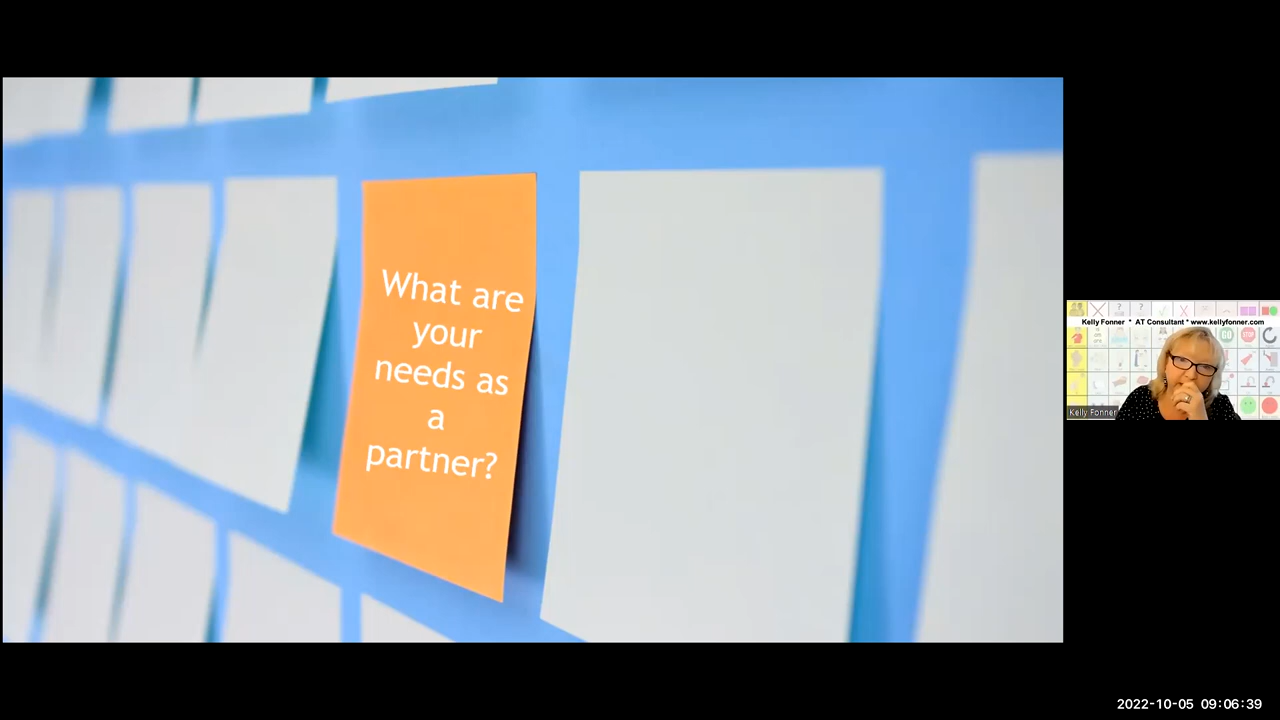 What are
your
needs as
a
partner?
Kelly Fonner * AT Consultant * www.kellyfonner.com
Kelly Fonner
2022-10-05 09:06:39